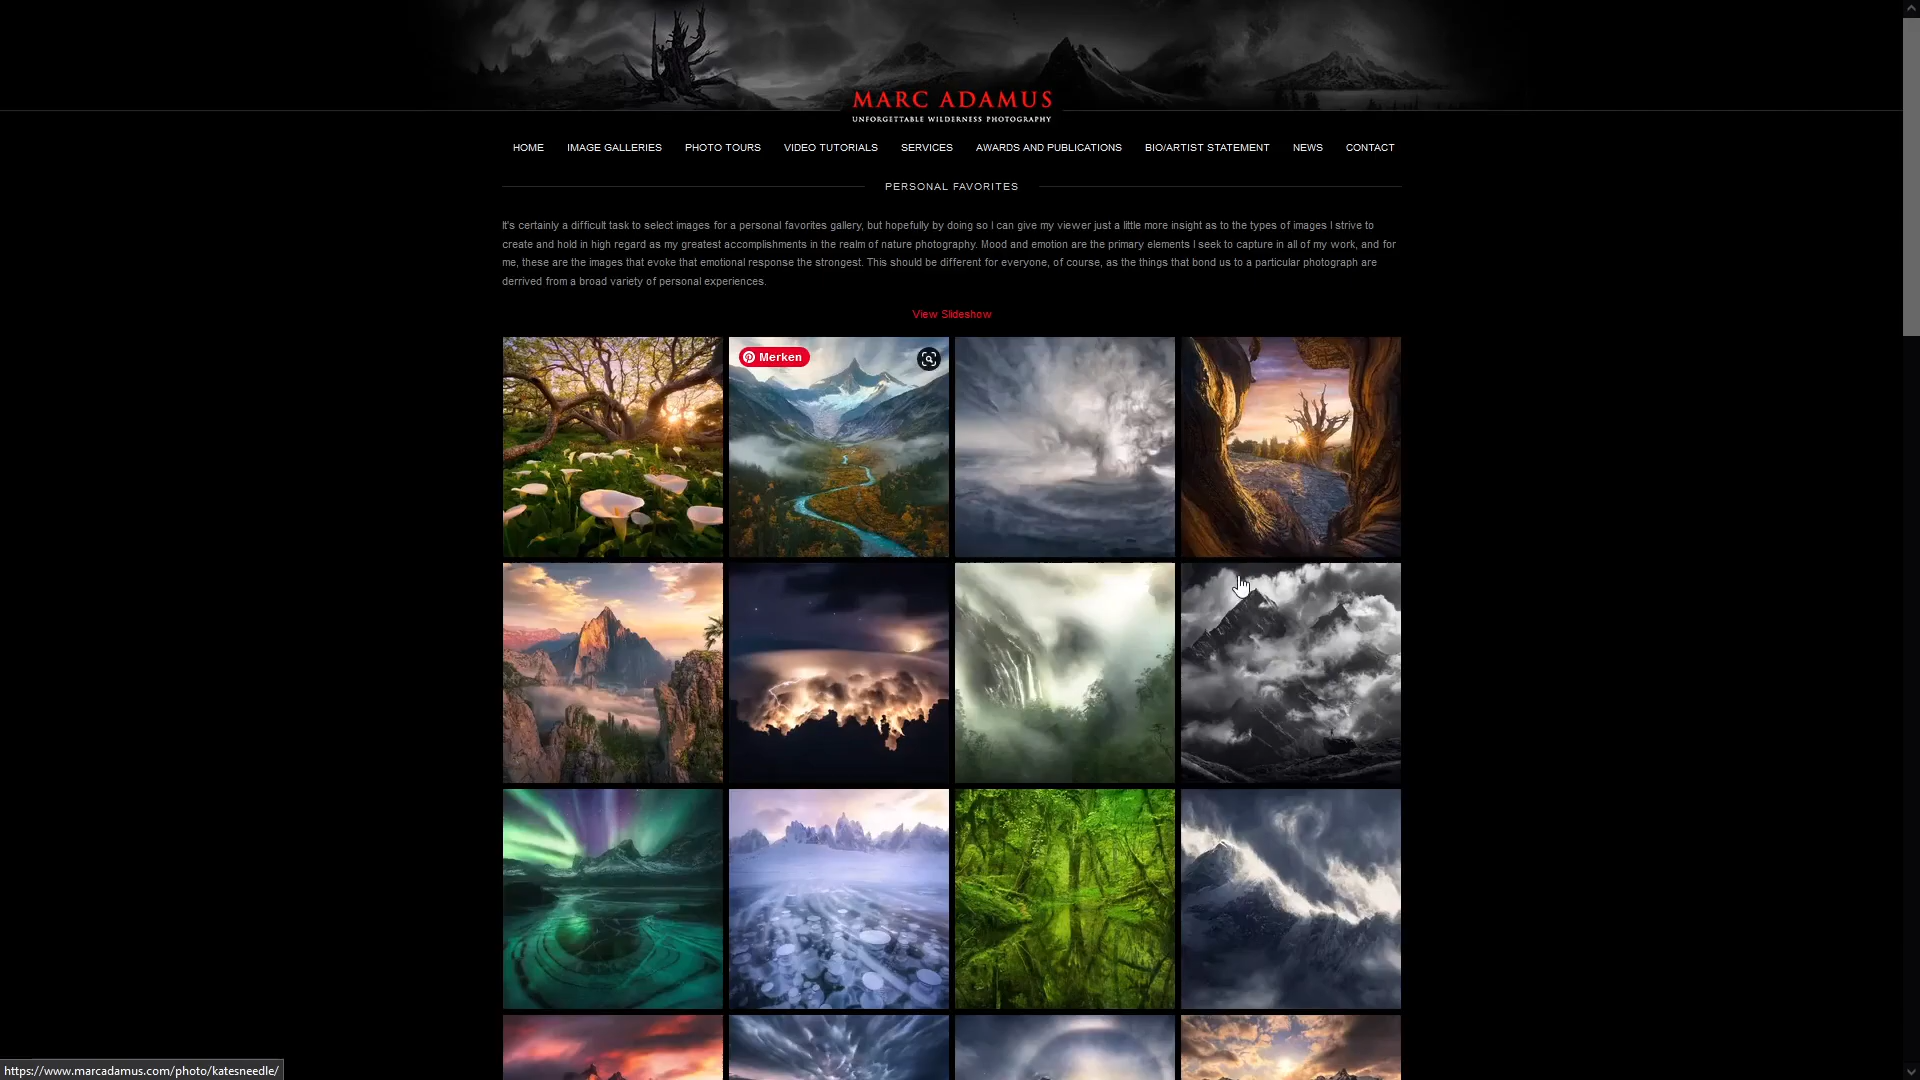 MARC ADAMUS
UNFORGETTABLE WILDERNESS PHOTOGRAPHY
HOME IMAGE GALLERIES PHOTO TOURS VIDEO TUTORIALS SERVICES AWARDS AND PUBLICATIONS BIO/ARTIST STATEMENT NEWS CONTACT
PERSONAL FAVORITES
It's certainly a difficult task to select images for a personal favorites gallery, but hopefully by doing so I can give my viewer just a little more insight as to the types of images I strive to
create and hold in high regard as my greatest accomplishments in the realm of nature photography. Mood and emotion are the primary elements I seek to capture in all of my work, and for
me, these are the images that evoke that emotional response the strongest. This should be different for everyone, of course, as the things that bond us to a particular photograph are
derrived from a broad variety of personal experiences.
View Slideshow
Merken
https://www.marcadamus.com/photo/katesneedle/